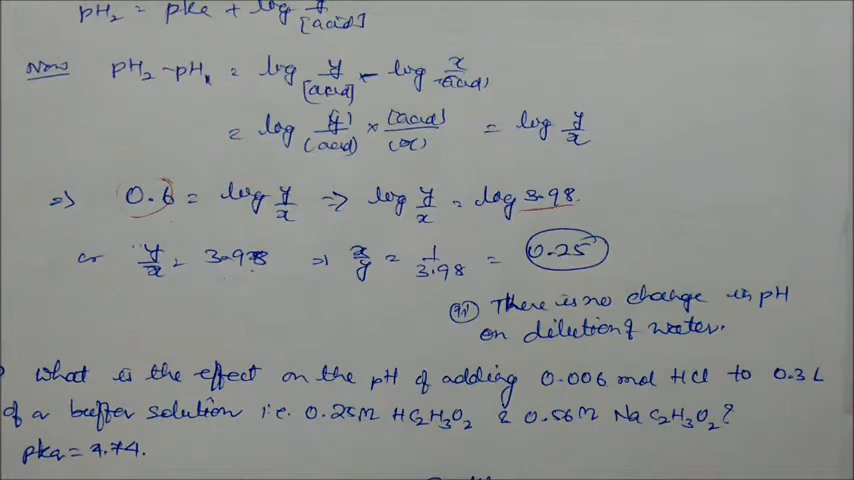 pH₂ = pka + log y/[acid]
Now pH₂ - pH₁ = log y/[acid] - log x/[acid]
= log [y]/[acid] × [acid]/(x) = log y/x
⇒ 0.6 = log y/x ⇒ log y/x = log 3.98
or y/x = 3.98 ⇒ x/y = 1/3.98 = 0.25
(iii) There is no change in pH
on dilution of water.
What is the effect on the pH of adding 0.006 mol HCl to 0.3 L
of a buffer solution i.e. 0.25M HC₂H₃O₂ & 0.56M NaC₂H₃O₂?
pka = 4.74.